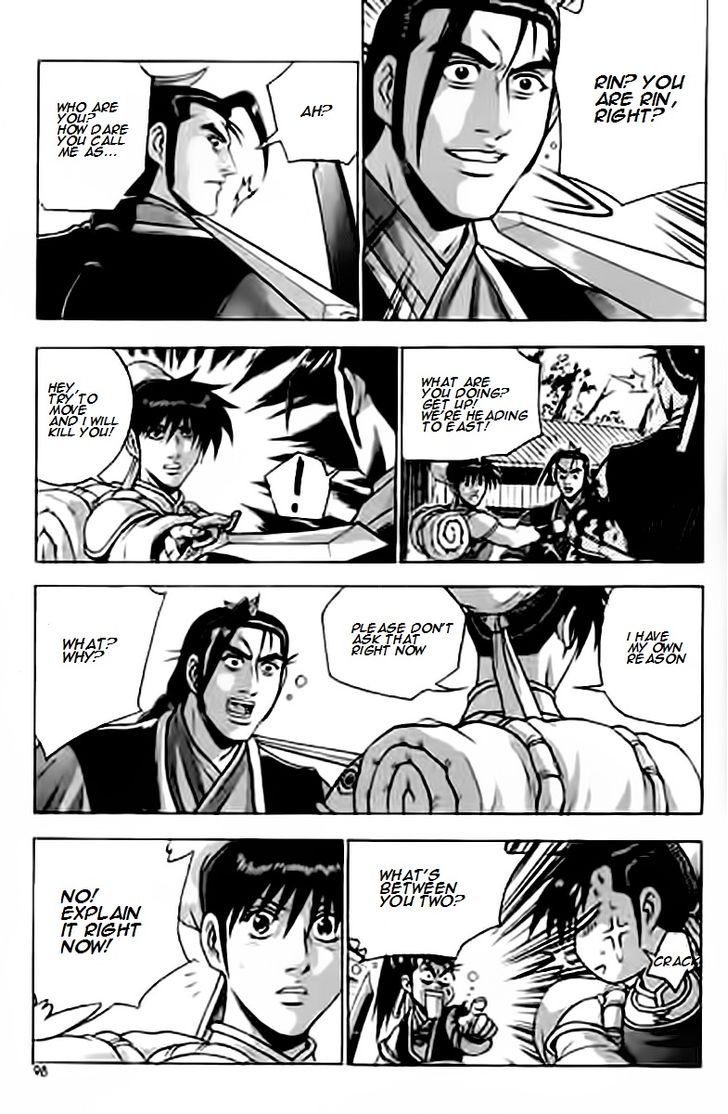 RIN? YOU
ARE RIN,
RIGHT?
AH?
WHO ARE
YOU?
HOW DARE
YOU CALL
ME AS...
WHAT ARE
YOU DOING?
GET UP!
WE'RE HEADING
TO EAST!
HEY,
TRY TO
MOVE
AND I WILL
KILL YOU!
!
I HAVE
MY OWN
REASON
PLEASE DON'T
ASK THAT
RIGHT NOW
WHAT?
WHY?
CRACK
WHAT'S
BETWEEN
YOU TWO?
NO!
EXPLAIN
IT RIGHT
NOW!
98